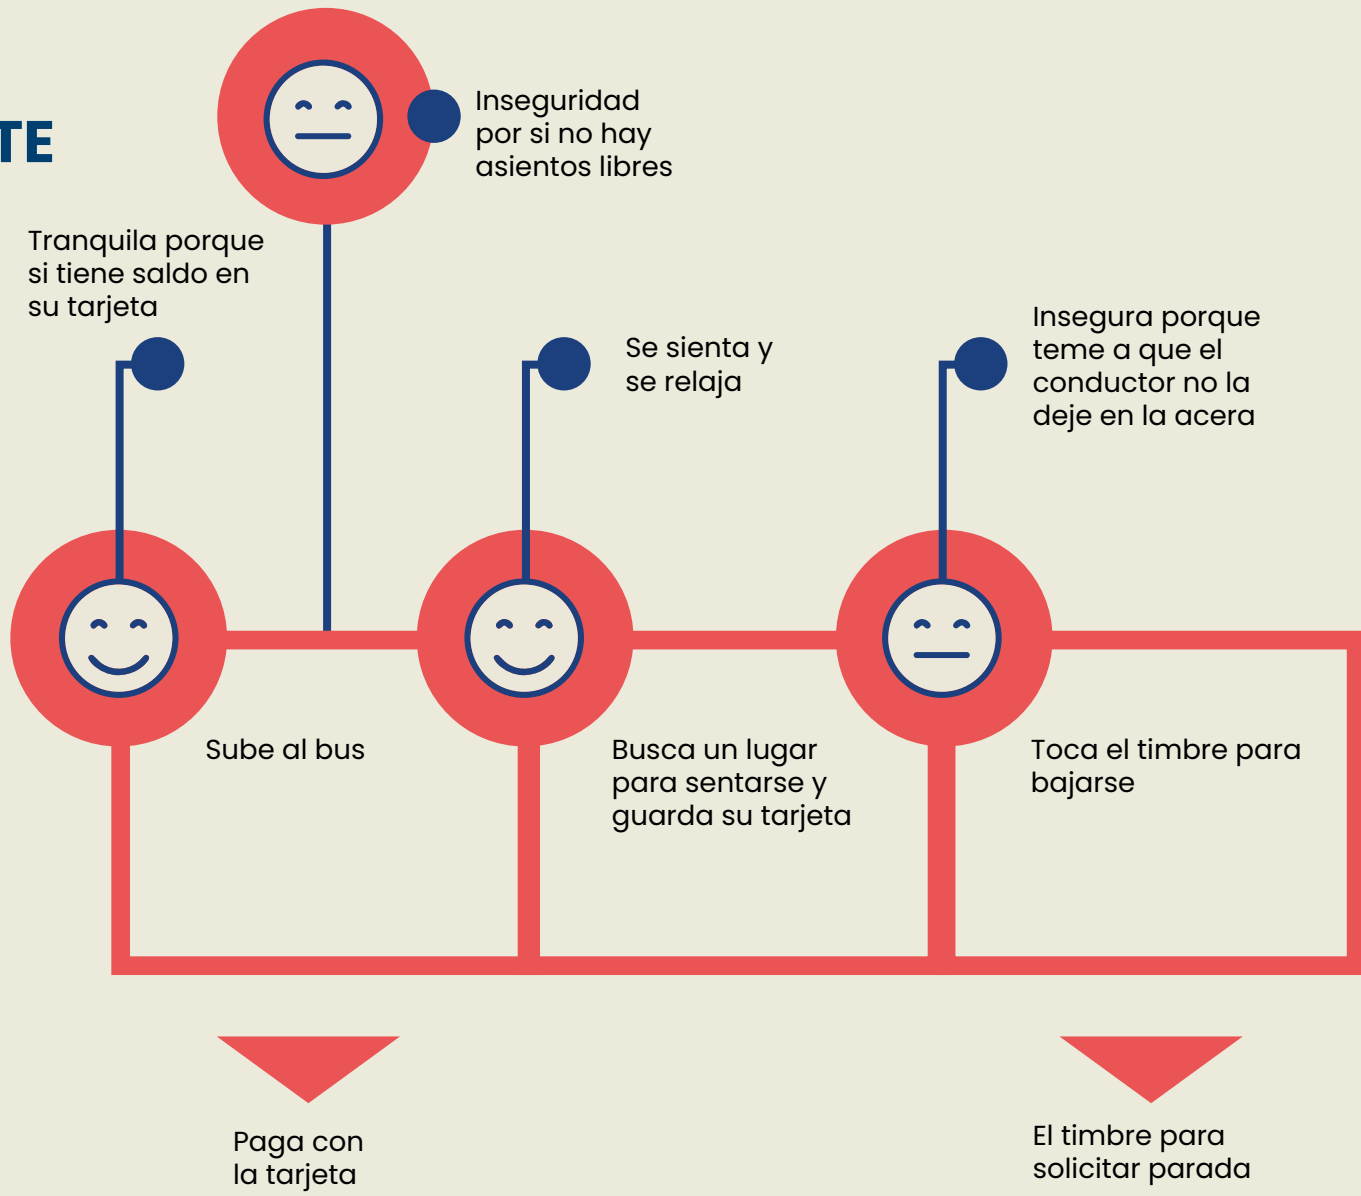 TE
Inseguridad
por si no hay
asientos libres
Tranquila porque
si tiene saldo en
su tarjeta
Se sienta y
se relaja
Insegura porque
teme a que el
conductor no la
deje en la acera
Sube al bus
Busca un lugar
para sentarse y
guarda su tarjeta
Toca el timbre para
bajarse
Paga con
la tarjeta
El timbre para
solicitar parada